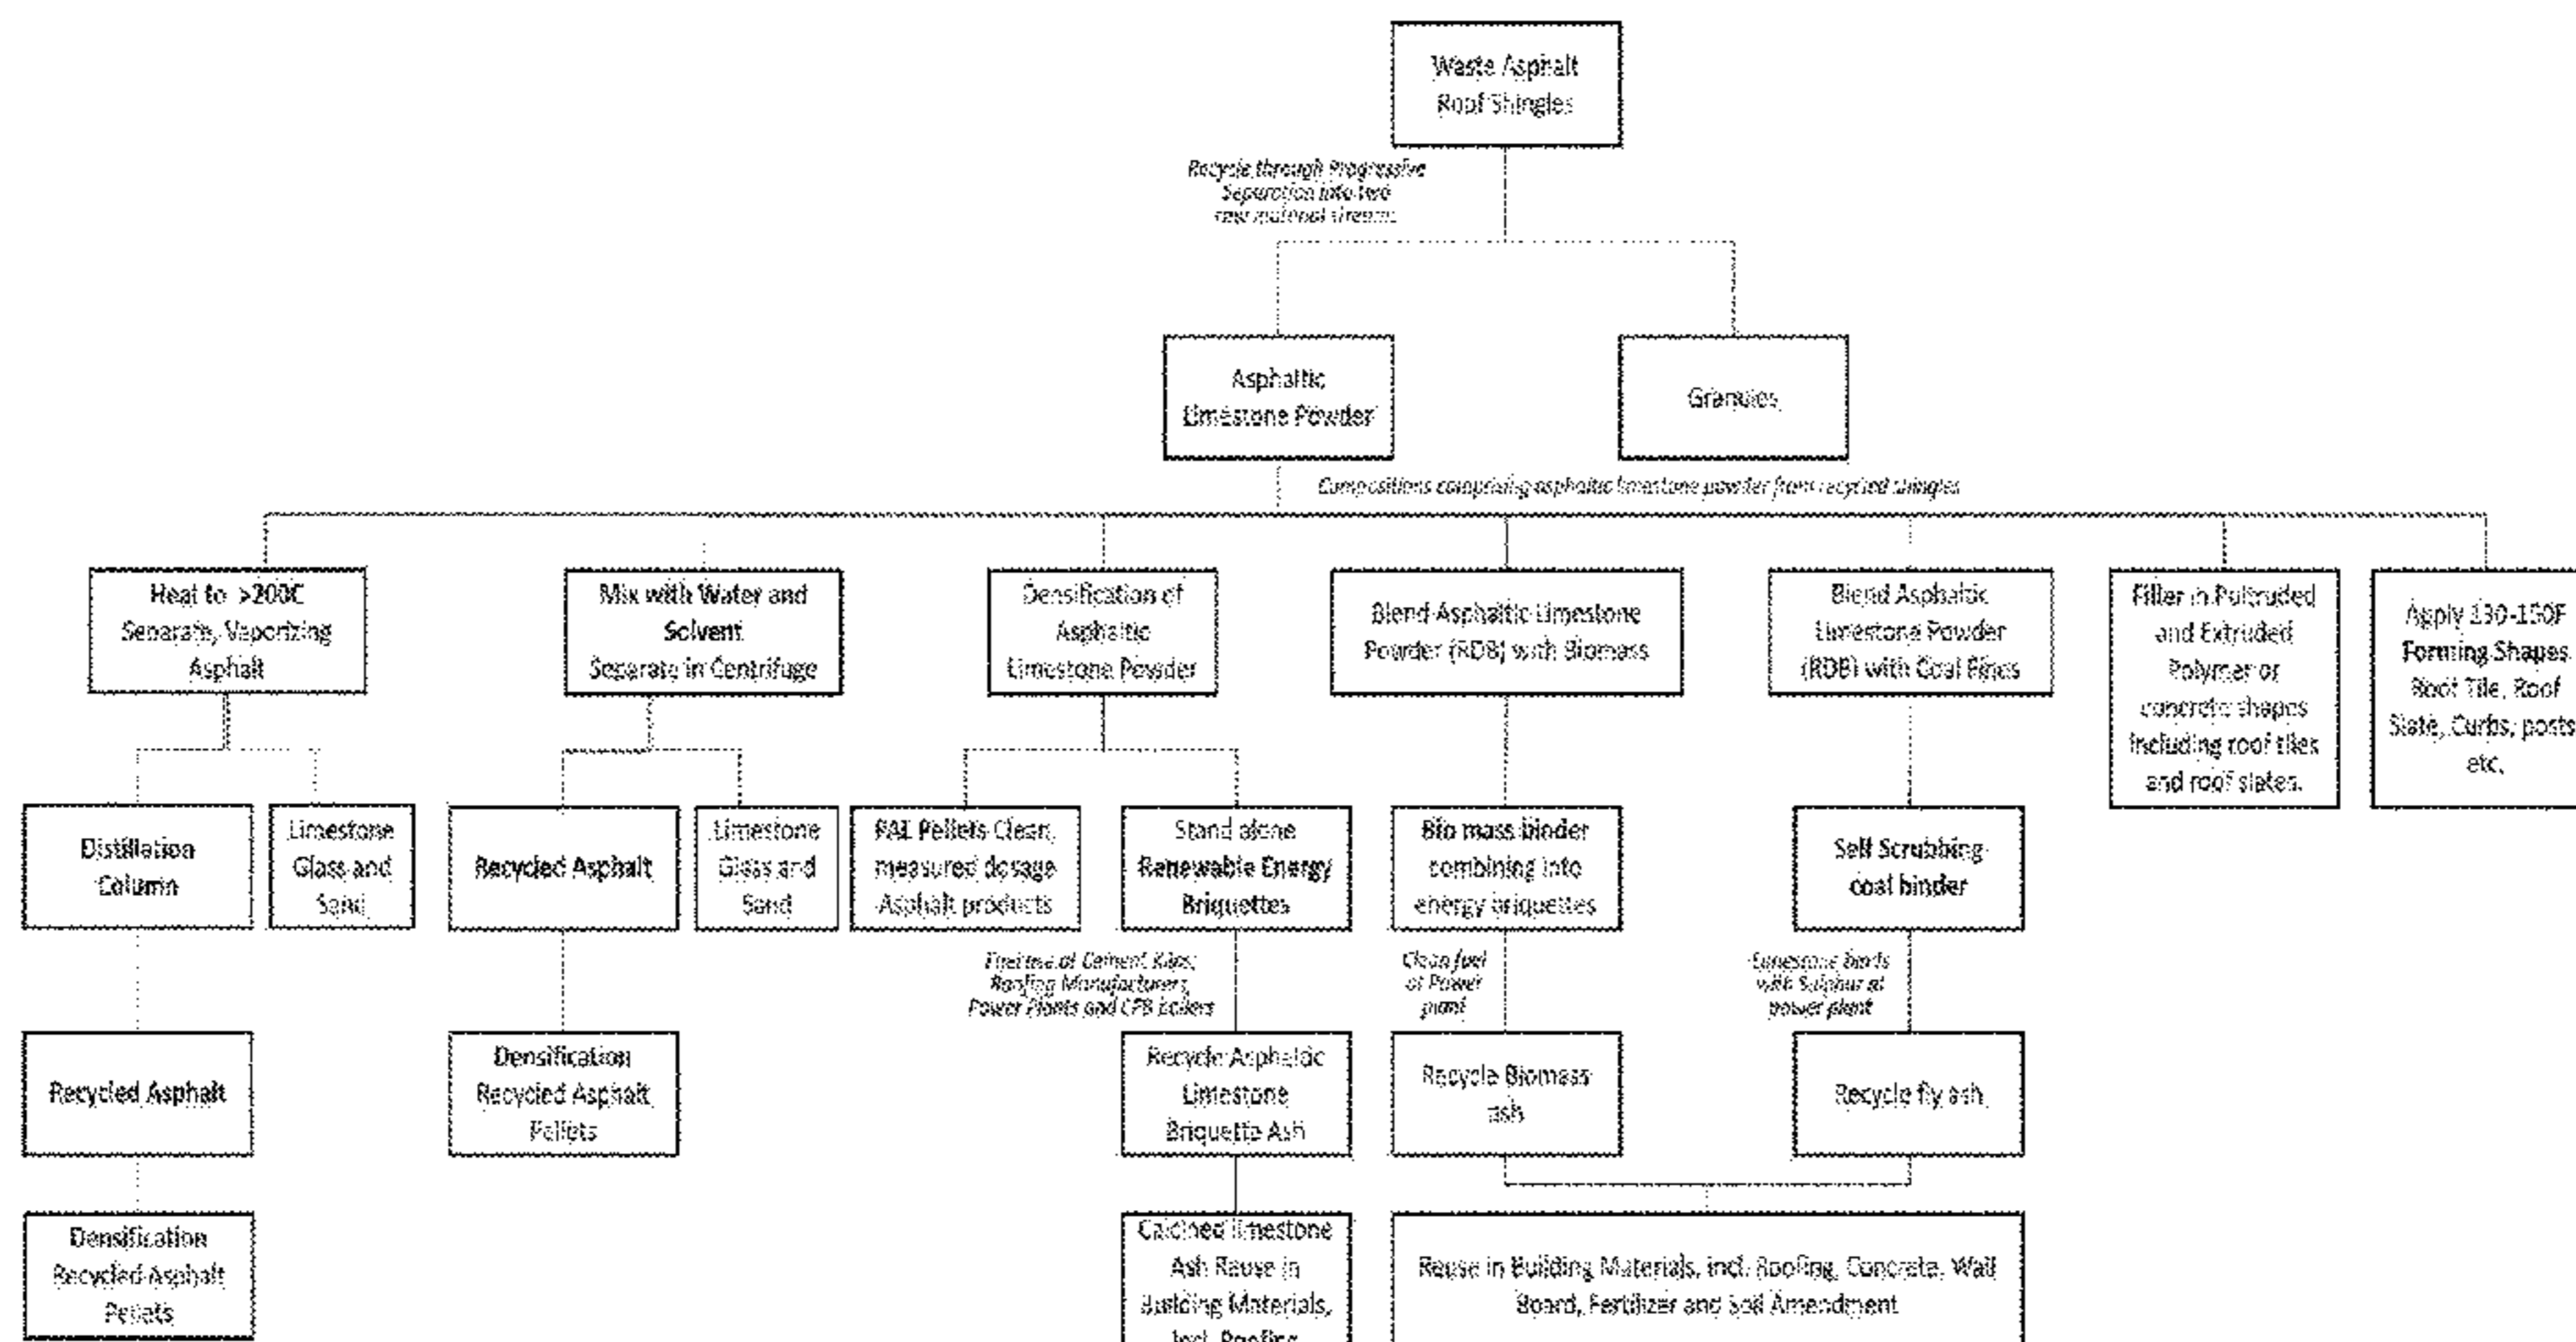 Waste Asphalt
Roof Shingles
Recycle through Progressive
Separation into two
raw material streams
Asphaltic
Limestone Powder
Granules
Compositions comprising asphaltic limestone powder from recycled shingles
Heat to >200C
Separate, Vaporizing
Asphalt
Mix with Water and
Solvent
Separate in Centrifuge
Densification of
Asphaltic
Limestone Powder
Blend Asphaltic Limestone
Powder (RDB) with Biomass
Blend Asphaltic
Limestone Powder
(RDB) with Coal Fines
Filler in Pultruded
and Extruded
Polymer or
concrete shapes
including roof tiles
and roof slates.
Apply 130-150F
Forming Shapes
Roof Tile, Roof
Slate, Curbs, posts
etc.
Distillation
Column
Limestone
Glass and
Sand
Recycled Asphalt
Limestone
Glass and
Sand
Pellets Clean,
measured dosage
Asphalt products
Stand alone
Renewable Energy
Briquettes
Bio mass binder
combining into
energy briquettes
Self Scrubbing
coal binder
Fuel use at Cement Kilns,
Roofing Manufacturers,
Power Plants and CFB boilers
Clean fuel
at Power
plant
Limestone binds
with Sulphur at
power plant
Recycled Asphalt
Densification
Recycled Asphalt
Pellets
Recycle Asphaltic
Limestone
Briquette Ash
Recycle Biomass
ash
Recycle fly ash
Densification
Recycled Asphalt
Pellets
Calcined limestone
Ash Reuse in
Building Materials,
Incl. Roofing
Reuse in Building Materials, incl. Roofing, Concrete, Wall
Board, Fertilizer and Soil Amendment